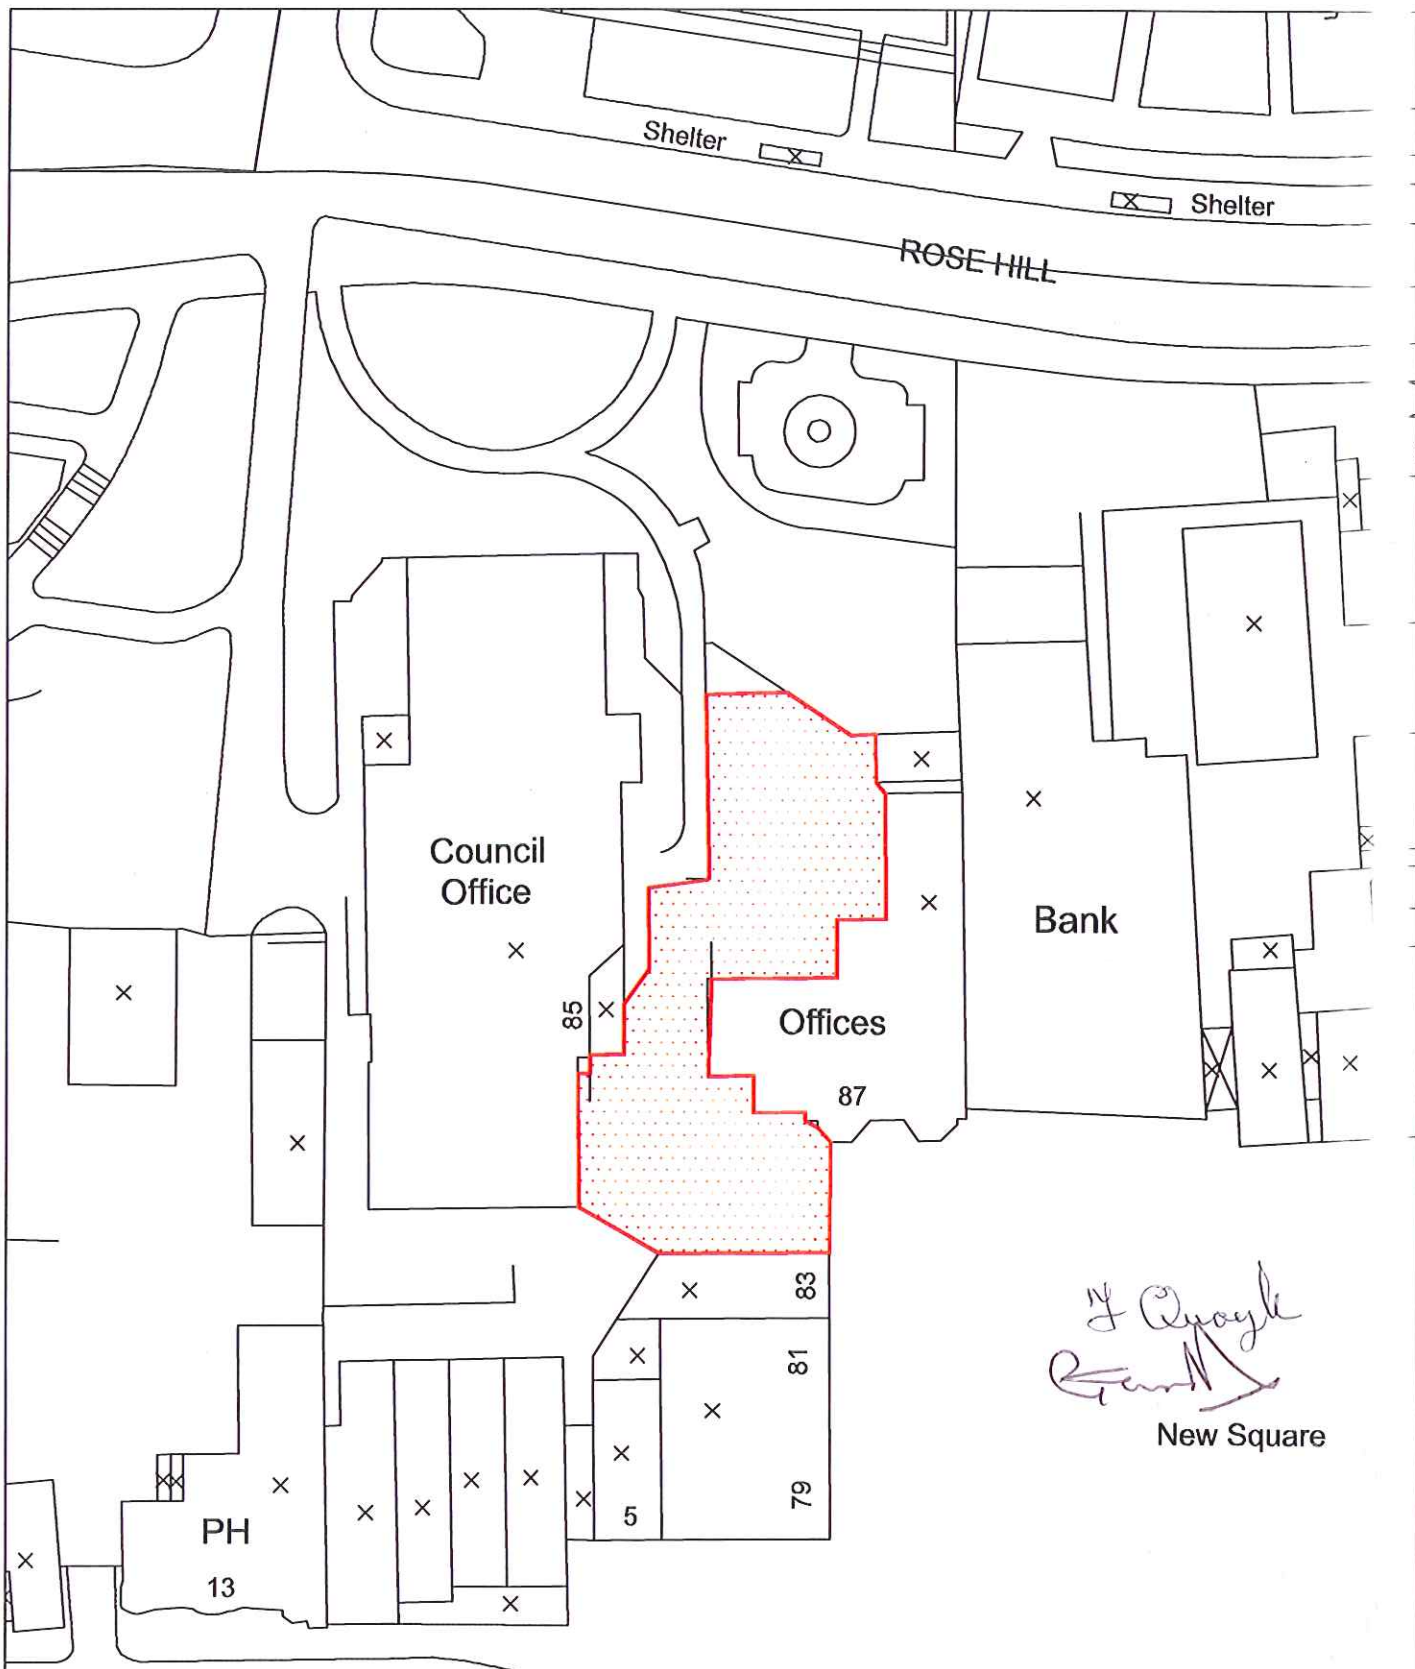 Shelter
Shelter
ROSE HILL
Council
Office
Bank
85
Offices
87
83
81
New Square
79
5
PH
13